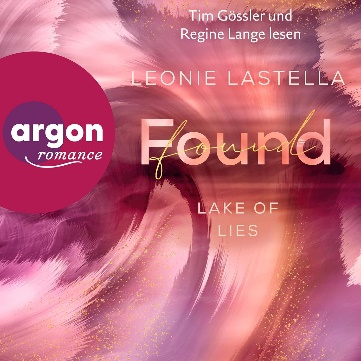 Tim Gössler und
Regine Lange lesen
LEONIE LASTELLA
argon
romance
Found
found
LAKE OF
LIES